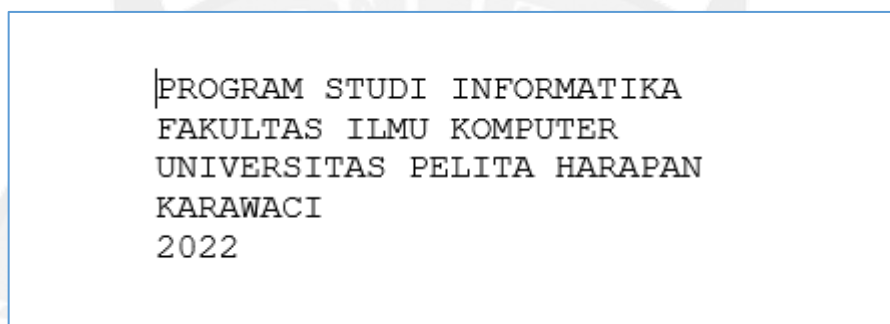 PROGRAM STUDI INFORMATIKA
FAKULTAS ILMU KOMPUTER
UNIVERSITAS PELITA HARAPAN
KARAWACI
2022